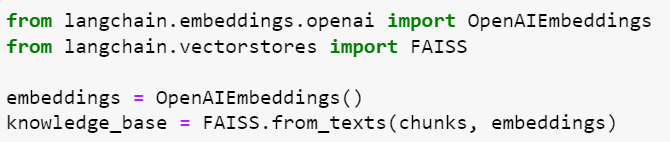 from langchain.embeddings.openai import OpenAIEmbeddings
from langchain.vectorstores import FAISS
embeddings = OpenAIEmbeddings()
knowledge_base = FAISS.from_texts(chunks, embeddings)